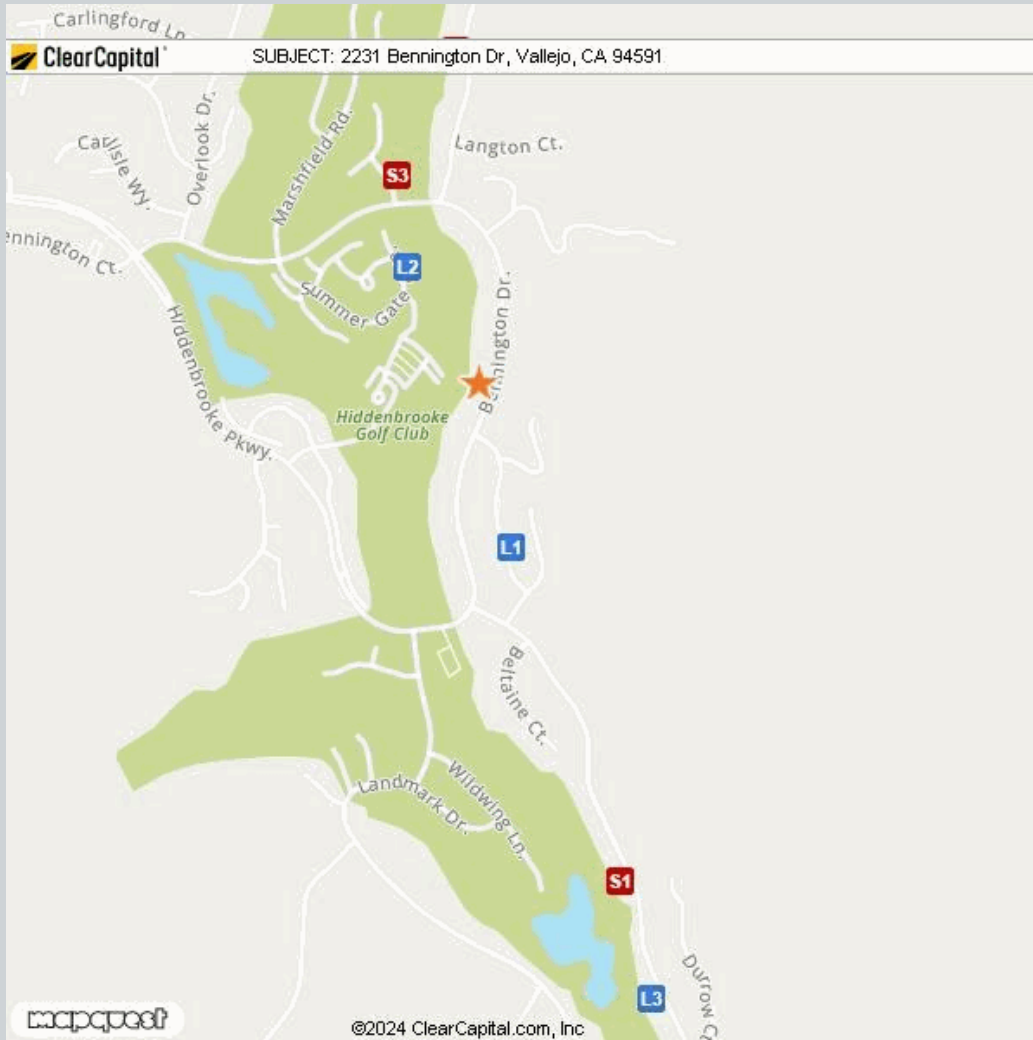 Carlingford Ln.
ClearCapital
SUBJECT: 2231 Bennington Dr, Vallejo, CA 94591
Overlook Dr.
Marshfield Rd.
Carlisle Wy.
Langton Ct.
S3
ennington Ct.
L2
Summer Gate
Bennington Dr.
Hiddenbrooke Pkwy.
Hiddenbrooke
Golf Club
L1
Beltaine Ct.
Landmark Dr.
Wildwing Ln.
S1
Durrow C
L3
mapquest
©2024 ClearCapital.com, Inc